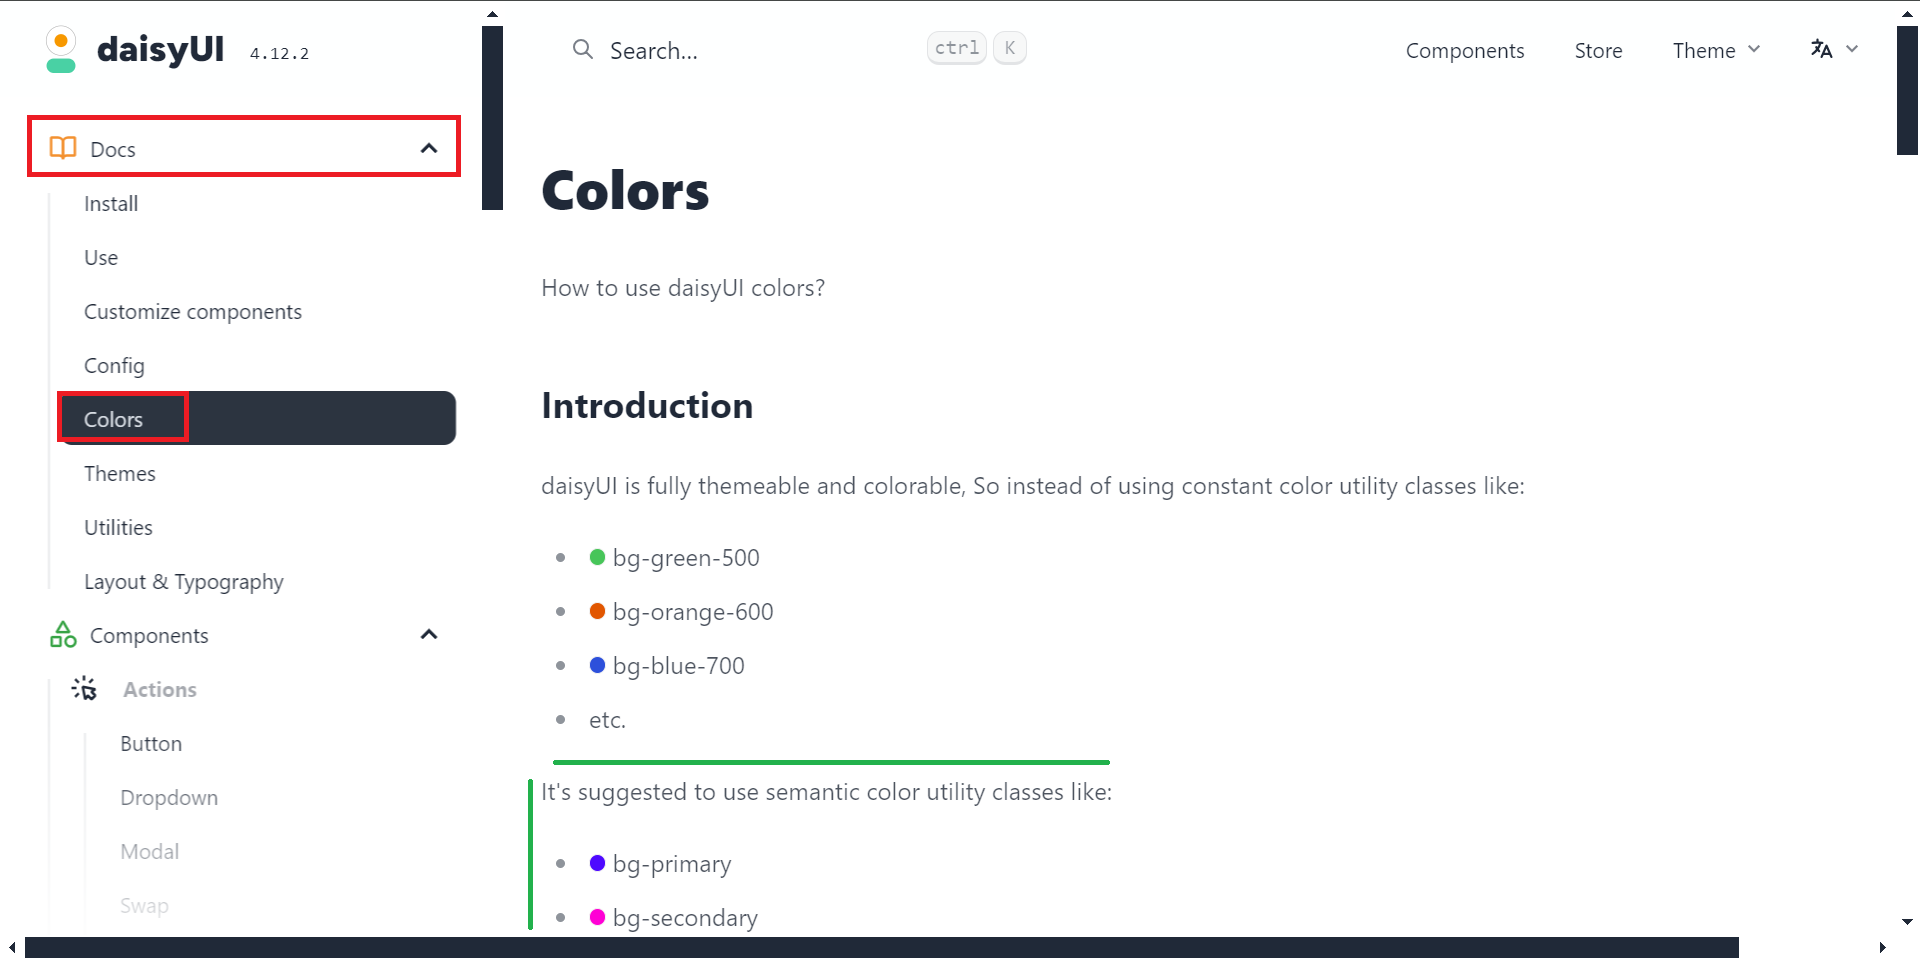 daisyUI 4.12.2
Search...
ctrl K
Components
Store
Theme
Docs
Install
Use
Customize components
Config
Colors
Themes
Utilities
Layout & Typography
Components
Actions
Button
Dropdown
Modal
Swap
Colors
How to use daisyUI colors?
Introduction
daisyUI is fully themeable and colorable, So instead of using constant color utility classes like:
bg-green-500
bg-orange-600
bg-blue-700
etc.
It's suggested to use semantic color utility classes like:
bg-primary
bg-secondary